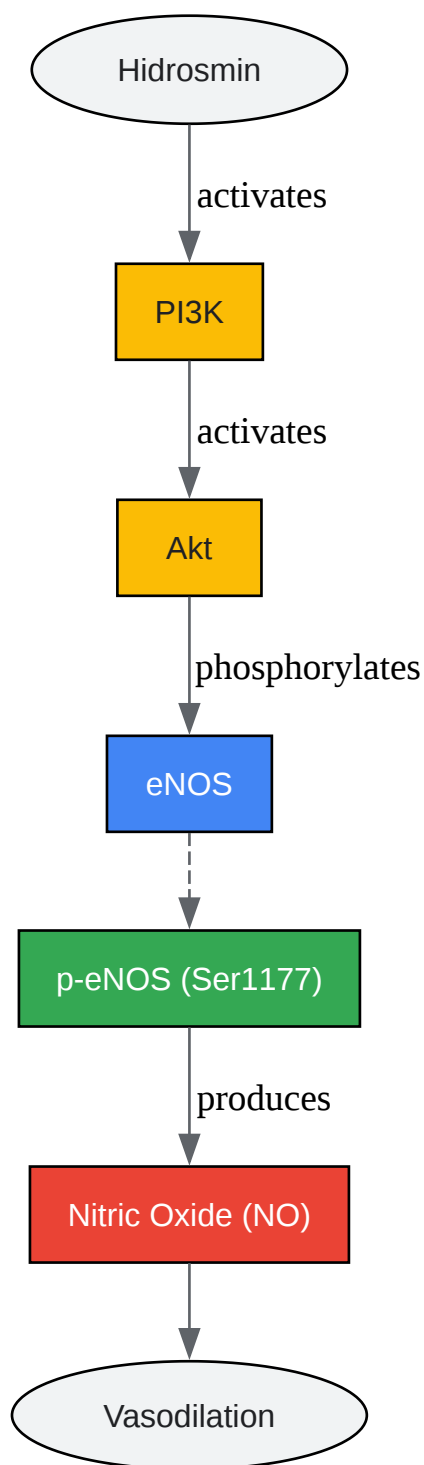 Hidrosmin
activates
PI3K
activates
Akt
phosphorylates
eNOS
p-eNOS (Ser1177)
produces
Nitric Oxide (NO)
Vasodilation